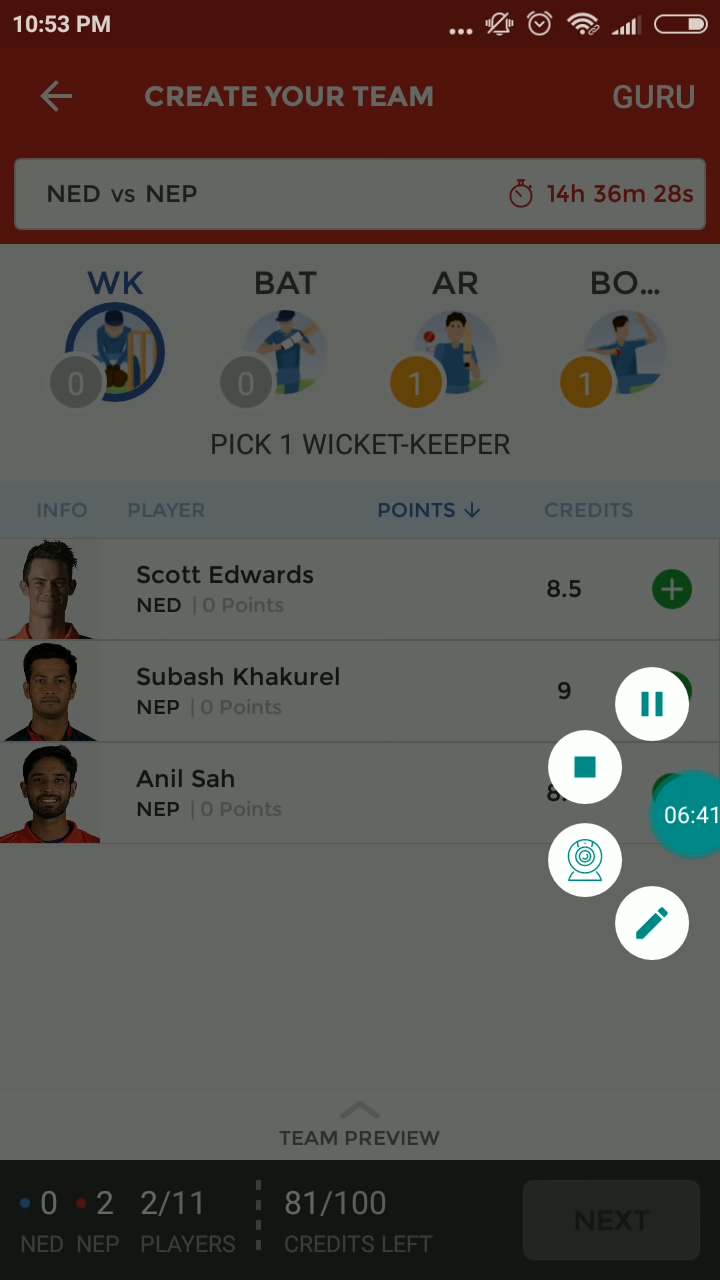 10:53 PM
CREATE YOUR TEAM GURU
NED vs NEP 14h 36m 28s
WK BAT AR BO...
0 0 1 1
PICK 1 WICKET-KEEPER
INFO PLAYER POINTS CREDITS
Scott Edwards
NED | 0 Points 8.5
Subash Khakurel
NEP | 0 Points 9
Anil Sah
NEP | 0 Points 8.
06:41
TEAM PREVIEW
0 2 2/11 81/100
NED NEP PLAYERS CREDITS LEFT
NEXT